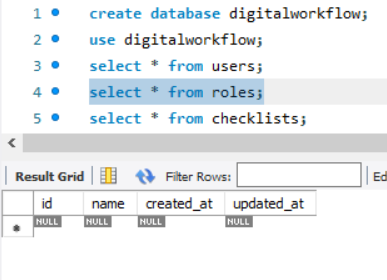 1 create database digitalworkflow;
2 use digitalworkflow;
3 select * from users;
4 select * from roles;
5 select * from checklists;
Result Grid Filter Rows: Ed
id name created_at updated_at
NULL NULL NULL NULL